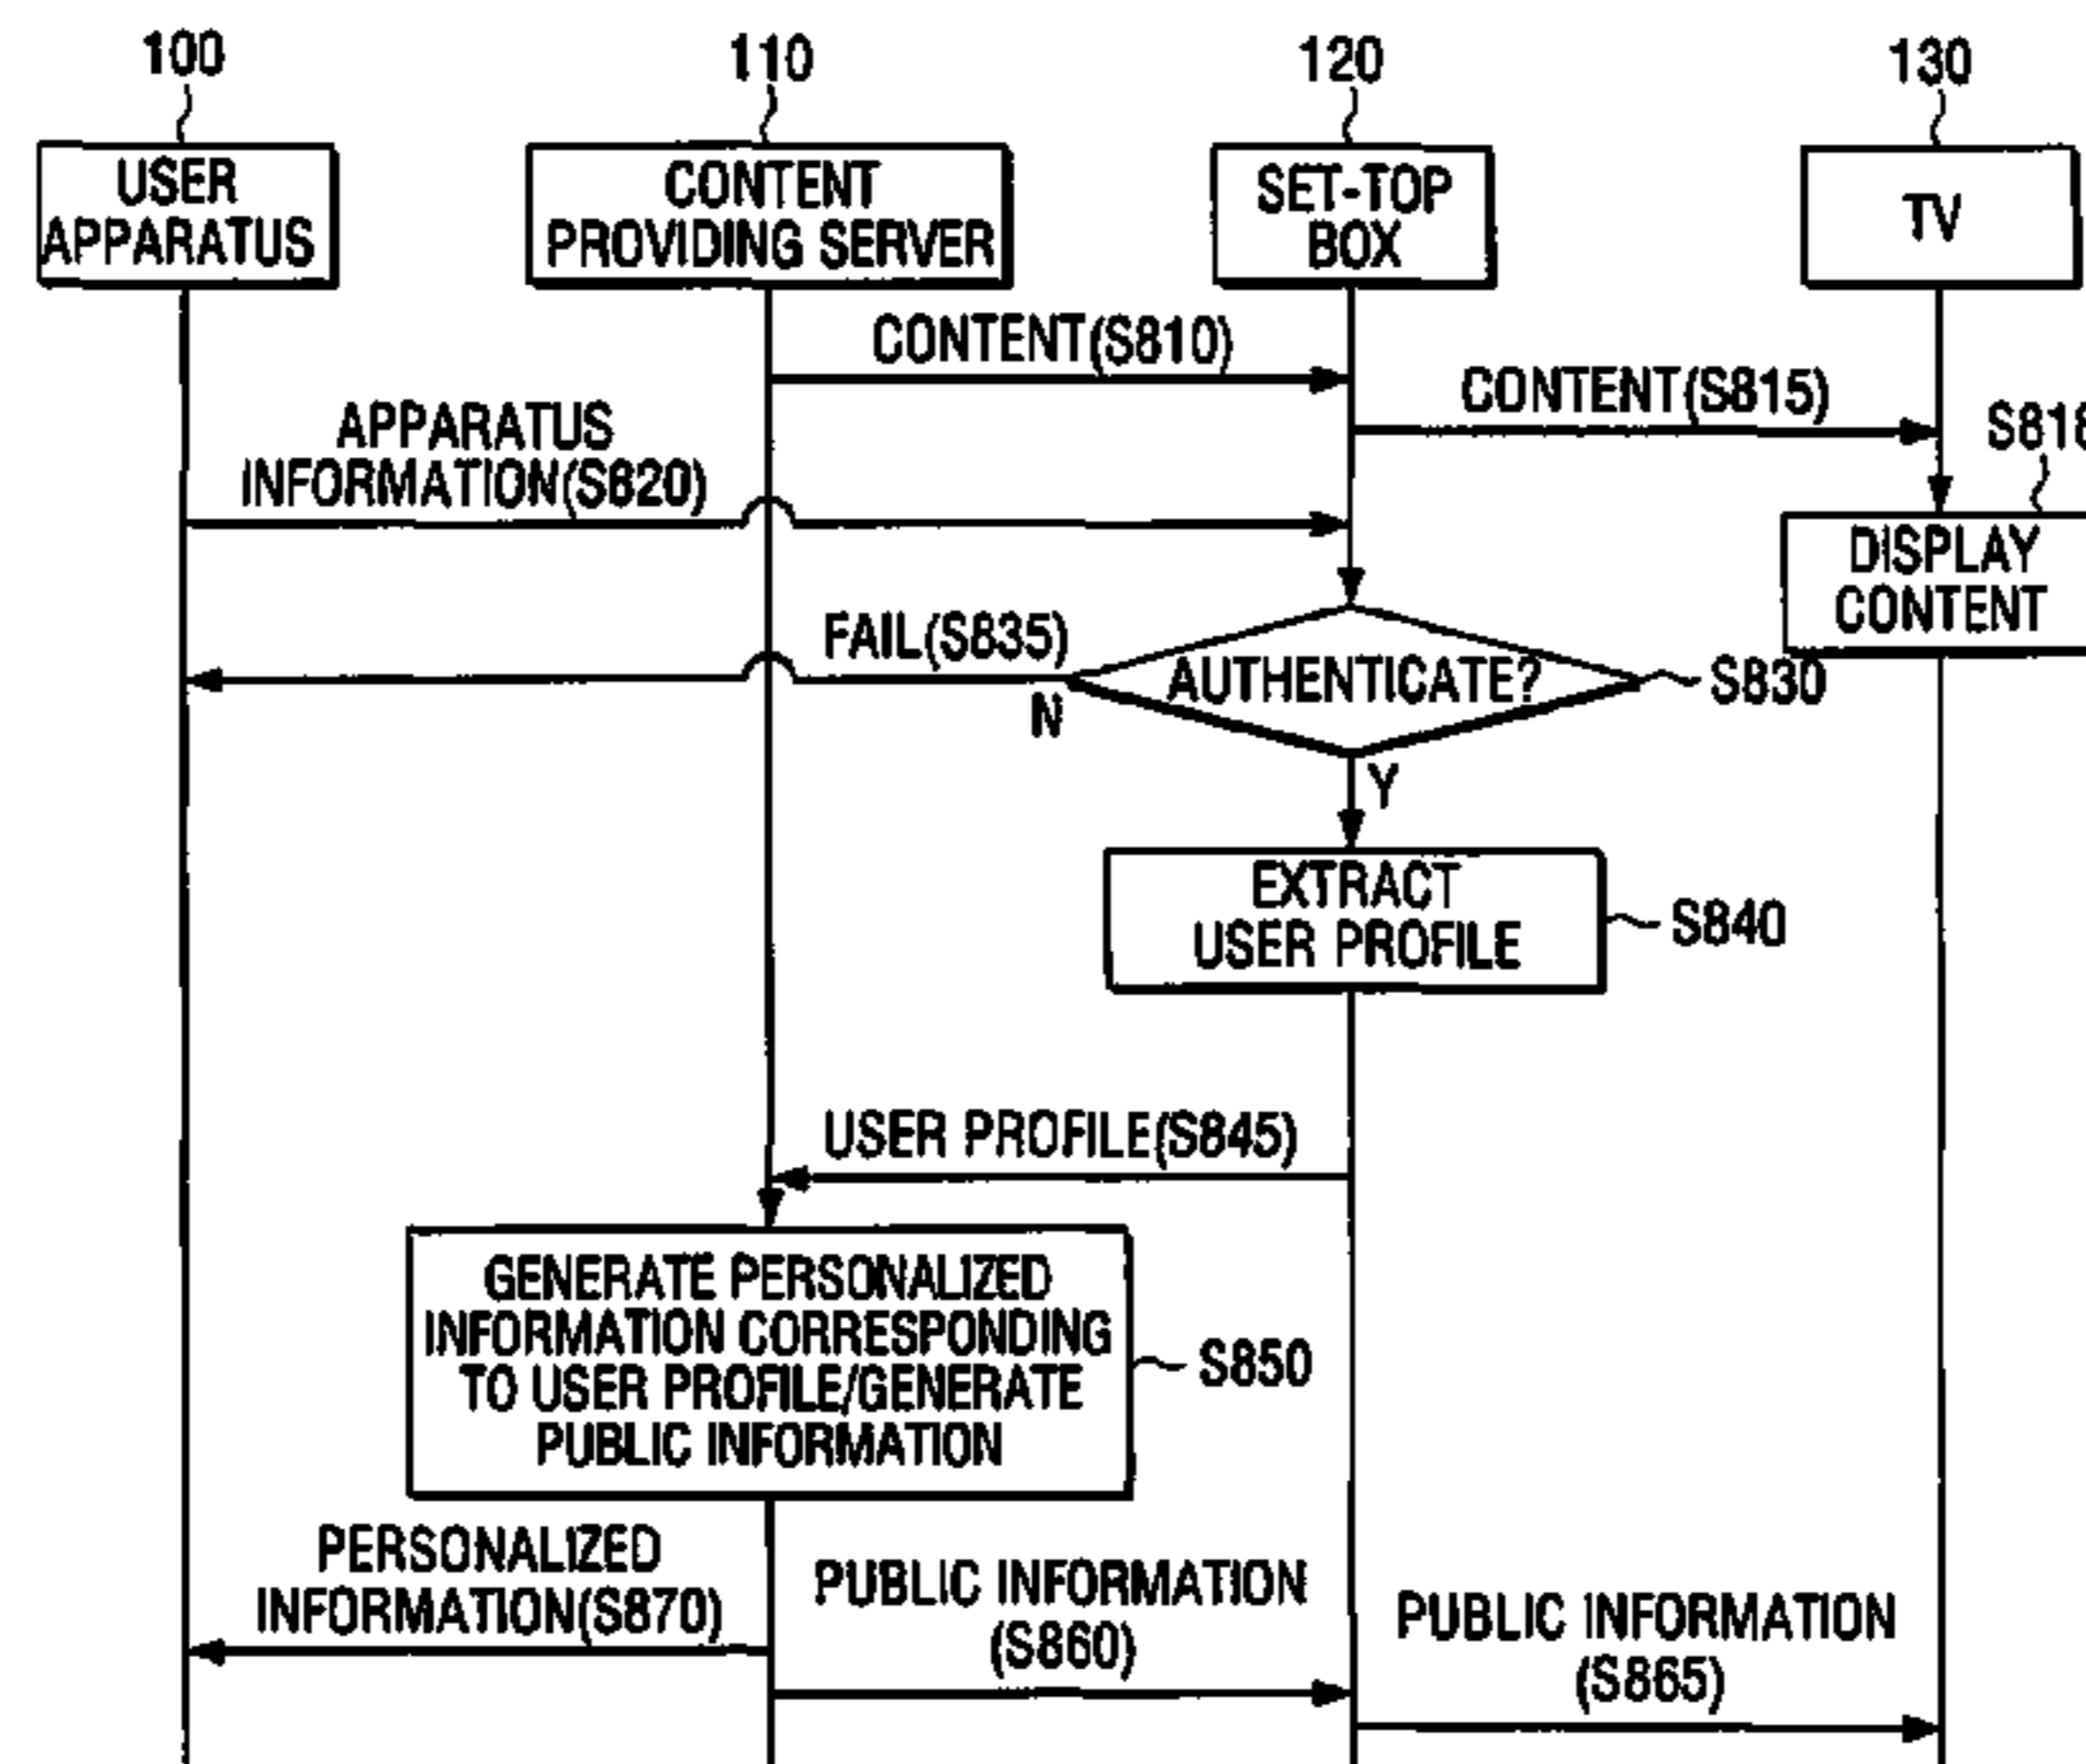 100
110
120
130
USER
APPARATUS
CONTENT
PROVIDING SERVER
SET-TOP
BOX
TV
CONTENT(S810)
CONTENT(S815)
S818
APPARATUS
INFORMATION(S820)
DISPLAY
CONTENT
FAIL(S835)
AUTHENTICATE?
S830
N
Y
EXTRACT
USER PROFILE
S840
USER PROFILE(S845)
GENERATE PERSONALIZED
INFORMATION CORRESPONDING
TO USER PROFILE/GENERATE
PUBLIC INFORMATION
S850
PERSONALIZED
INFORMATION(S870)
PUBLIC INFORMATION
(S860)
PUBLIC INFORMATION
(S865)